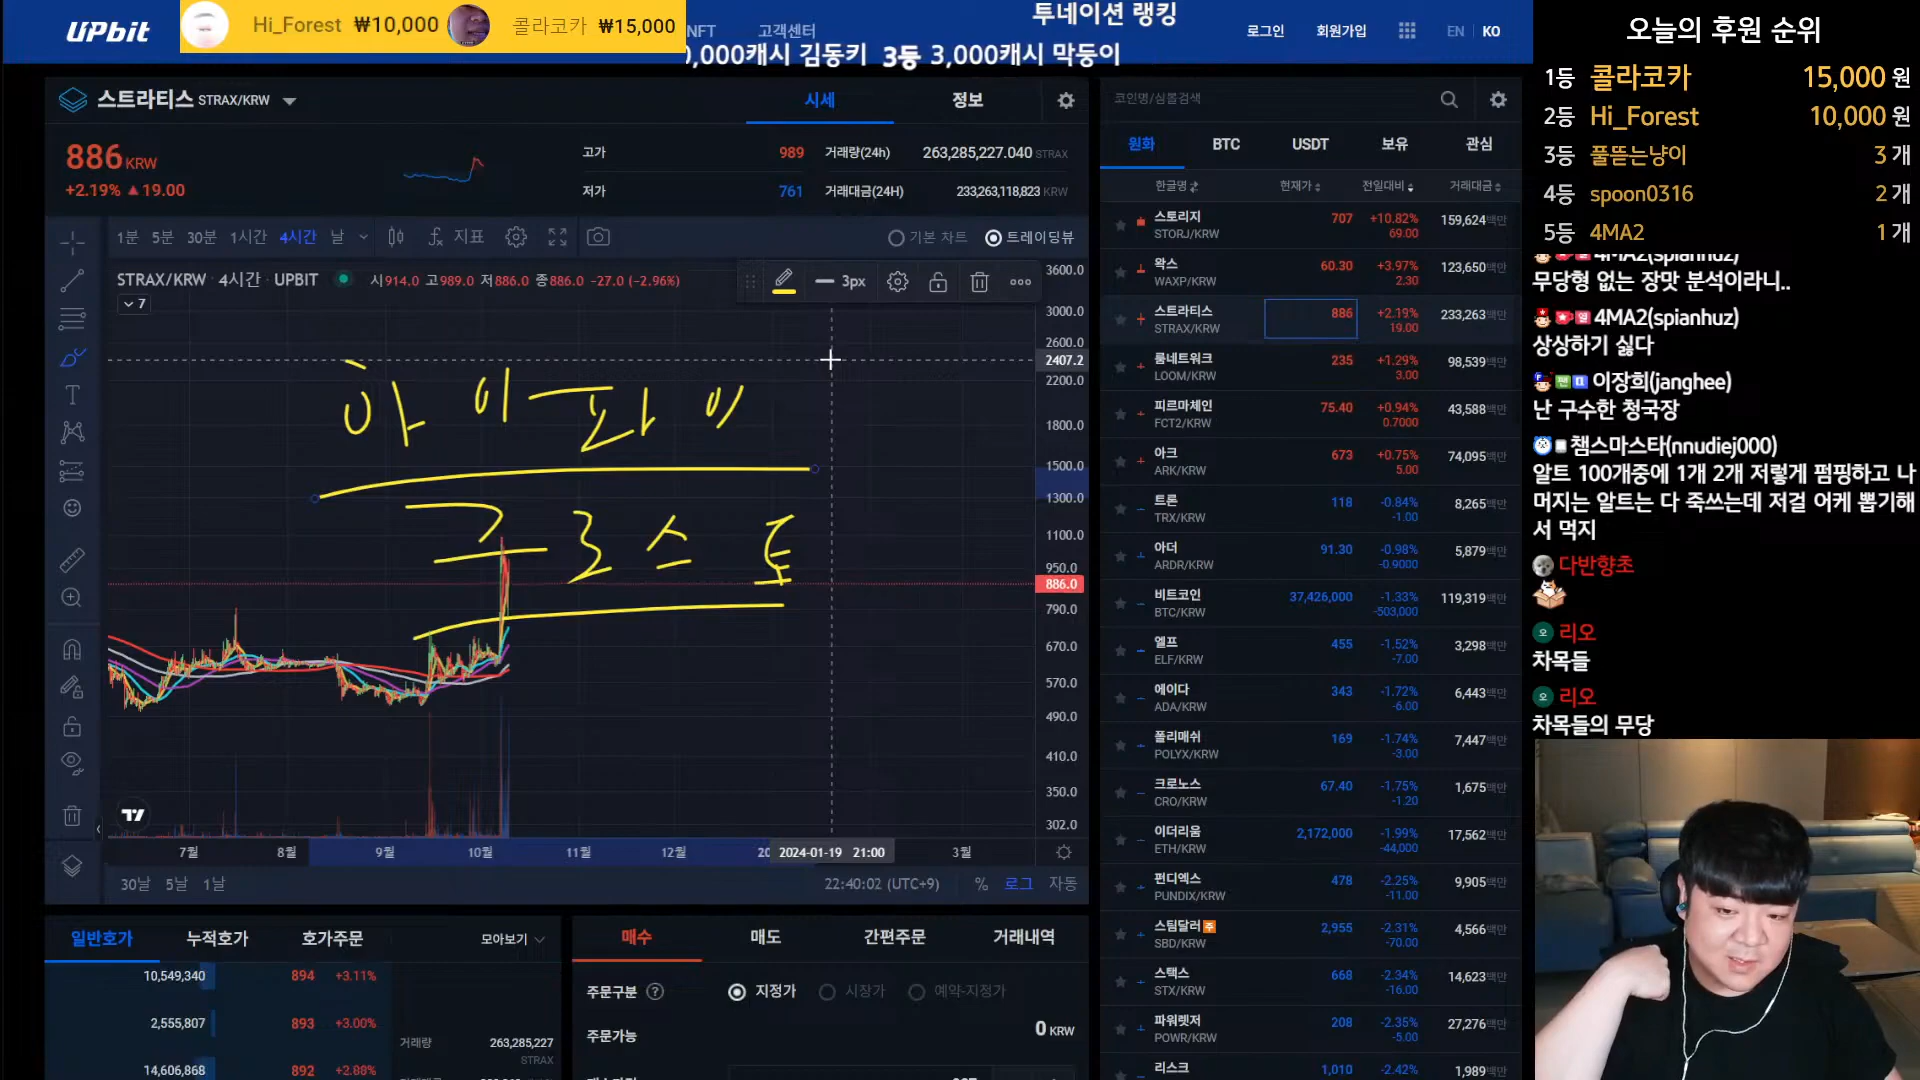 UPbit
Hi_Forest ₩10,000
콜라코카 ₩15,000
NFT
고객센터
투네이션 랭킹
0,000캐시 김동키 3등 3,000캐시 막둥이
로그인
회원가입
EN
KO
스트라티스 STRAX/KRW
시세
정보
886 KRW
+2.19% ▲ 19.00
고가 989
저가 761
거래량(24h) 263,285,227.040 STRAX
거래대금(24H) 233,263,118,823 KRW
1분 5분 30분 1시간 4시간 날
지표
기본 차트
트레이딩뷰
STRAX/KRW · 4시간 · UPBIT
시914.0 고989.0 저886.0 종886.0 -27.0 (-2.96%)
7
3px
하이파이
크로스토
3600.0
3000.0
2600.0
2407.2
2200.0
1800.0
1500.0
1300.0
1100.0
950.0
886.0
790.0
670.0
570.0
490.0
410.0
350.0
302.0
7월 8월 9월 10월 11월 12월 20 2024-01-19 21:00 3월
30날 5날 1날
22:40:02 (UTC+9) % 로그 자동
일반호가 누적호가 호가주문 모아보기
10,549,340 894 +3.11%
2,555,807 893 +3.00%
14,606,868 892 +2.88%
거래량 263,285,227
STRAX
매수 매도 간편주문 거래내역
주문구분 지정가 시장가 예약-지정가
주문가능 0 KRW
코인명/심볼검색
원화 BTC USDT 보유 관심
한글명 현재가 전일대비 거래대금
스토리지 707 +10.82% 159,624백만
STORJ/KRW 69.00
왁스 60.30 +3.97% 123,650백만
WAXP/KRW 2.30
스트라티스 886 +2.19% 233,263백만
STRAX/KRW 19.00
룸네트워크 235 +1.29% 98,539백만
LOOM/KRW 3.00
피르마체인 75.40 +0.94% 43,588백만
FCT2/KRW 0.7000
아크 673 +0.75% 74,095백만
ARK/KRW 5.00
트론 118 -0.84% 8,265백만
TRX/KRW -1.00
아더 91.30 -0.98% 5,879백만
ARDR/KRW -0.9000
비트코인 37,426,000 -1.33% 119,319백만
BTC/KRW -503,000
엘프 455 -1.52% 3,298백만
ELF/KRW -7.00
에이다 343 -1.72% 6,443백만
ADA/KRW -6.00
폴리매쉬 169 -1.74% 7,447백만
POLYX/KRW -3.00
크로노스 67.40 -1.75% 1,675백만
CRO/KRW -1.20
이더리움 2,172,000 -1.99% 17,562백만
ETH/KRW -44,000
펀디엑스 478 -2.25% 9,905백만
PUNDIX/KRW -11.00
스팀달러 주 2,955 -2.31% 4,566백만
SBD/KRW -70.00
스택스 668 -2.34% 14,623백만
STX/KRW -16.00
파워렛저 208 -2.35% 27,276백만
POWR/KRW -5.00
리스크 1,010 -2.42% 1,989백만
오늘의 후원 순위
1등 콜라코카 15,000 원
2등 Hi_Forest 10,000 원
3등 풀뜯는냥이 3 개
4등 spoon0316 2 개
5등 4MA2 1 개
4MA2(spianhuz)
무당형 없는 장맛 분석이라니..
4MA2(spianhuz)
상상하기 싫다
이장희(janghee)
난 구수한 청국장
챔스마스타(nnudiej000)
알트 100개중에 1개 2개 저렇게 펌핑하고 나
머지는 알트는 다 죽쓰는데 저걸 어케 뽑기해
서 먹지
다반향초
리오
차목들
리오
차목들의 무당